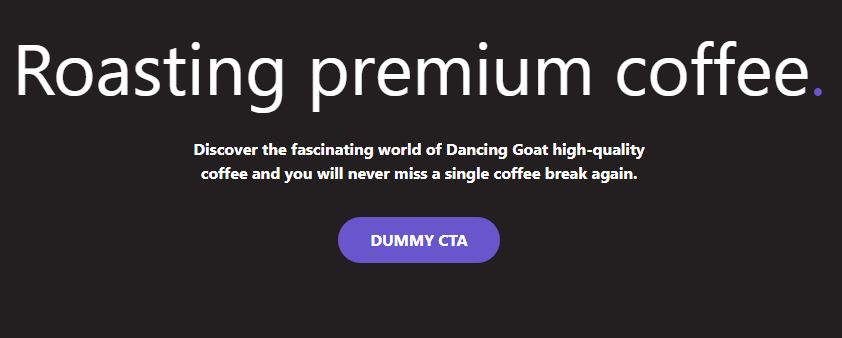 Roasting premium coffee.
Discover the fascinating world of Dancing Goat high-quality
coffee and you will never miss a single coffee break again.
DUMMY CTA